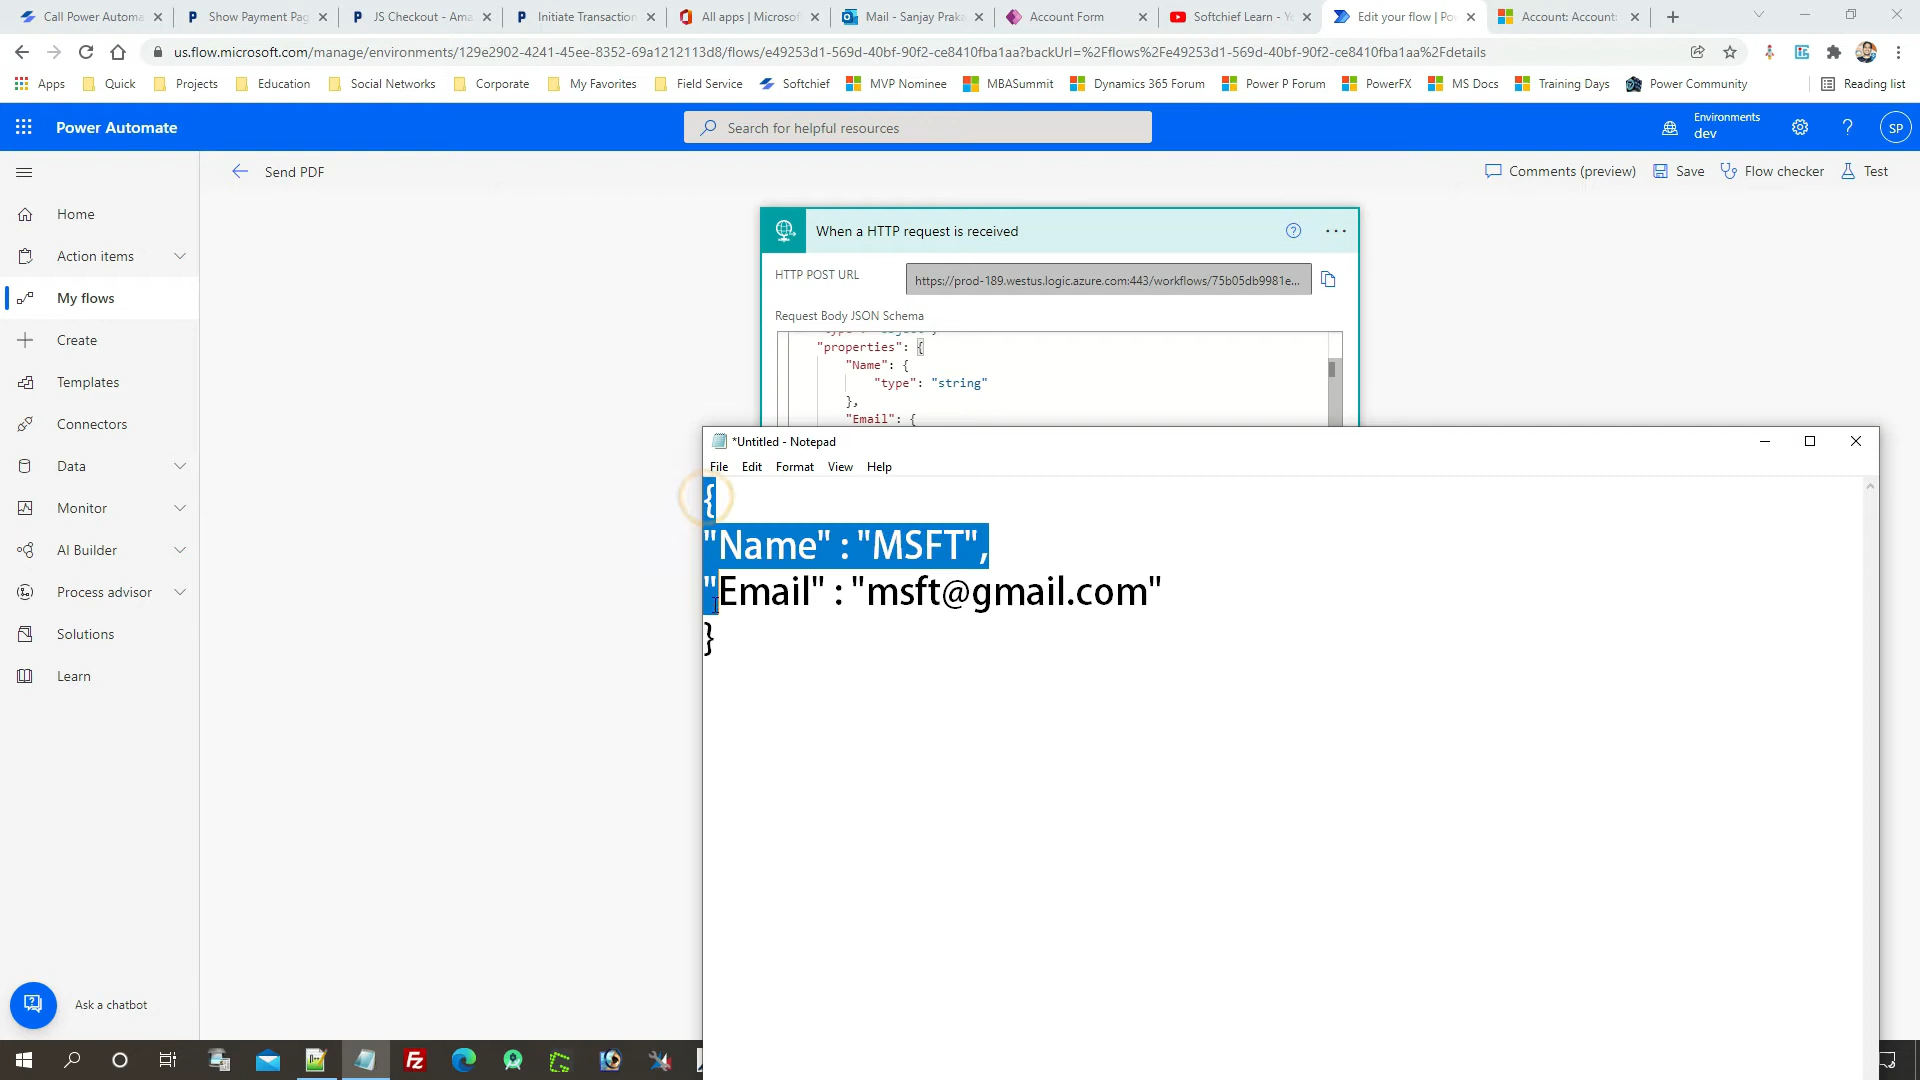 Call Power Automa
Show Payment Pag
JS Checkout - Ama
Initiate Transaction
All apps | Microsof
Mail - Sanjay Praka
Account Form
Softchief Learn - Yo
Edit your flow | Po
Account: Account:
us.flow.microsoft.com/manage/environments/129e2902-4241-45ee-8352-69a1212113d8/flows/e49253d1-569d-40bf-90f2-ce8410fba1aa?backUrl=%2Fflows%2Fe49253d1-569d-40bf-90f2-ce8410fba1aa%2Fdetails
Apps
Quick
Projects
Education
Social Networks
Corporate
My Favorites
Field Service
Softchief
MVP Nominee
MBASummit
Dynamics 365 Forum
Power P Forum
PowerFX
MS Docs
Training Days
Power Community
Reading list
Power Automate
Search for helpful resources
Environments
dev
SP
Send PDF
Comments (preview)
Save
Flow checker
Test
Home
Action items
My flows
Create
Templates
Connectors
Data
Monitor
AI Builder
Process advisor
Solutions
Learn
Ask a chatbot
When a HTTP request is received
HTTP POST URL
https://prod-189.westus.logic.azure.com:443/workflows/75b05db9981e...
Request Body JSON Schema
"properties": {
"Name": {
"type": "string"
},
"Email": {
*Untitled - Notepad
File Edit Format View Help
{
"Name" : "MSFT",
"Email" : "msft@gmail.com"
}